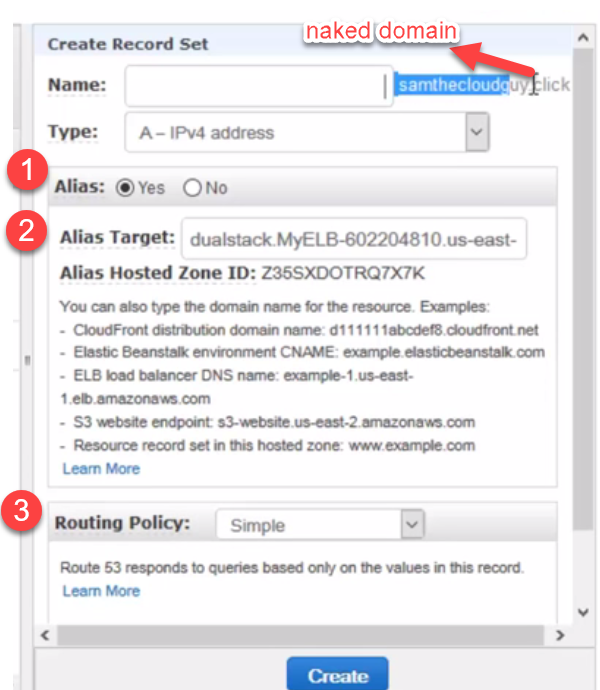 naked domain
Create Record Set
Name: samthecloudguy.click
Type: A – IPv4 address
1
Alias: Yes No
2
Alias Target: dualstack.MyELB-602204810.us-east-
Alias Hosted Zone ID: Z35SXDOTRQ7X7K
You can also type the domain name for the resource. Examples:
- CloudFront distribution domain name: d111111abcdef8.cloudfront.net
- Elastic Beanstalk environment CNAME: example.elasticbeanstalk.com
- ELB load balancer DNS name: example-1.us-east-
1.elb.amazonaws.com
- S3 website endpoint: s3-website.us-east-2.amazonaws.com
- Resource record set in this hosted zone: www.example.com
Learn More
3
Routing Policy: Simple
Route 53 responds to queries based only on the values in this record.
Learn More
Create